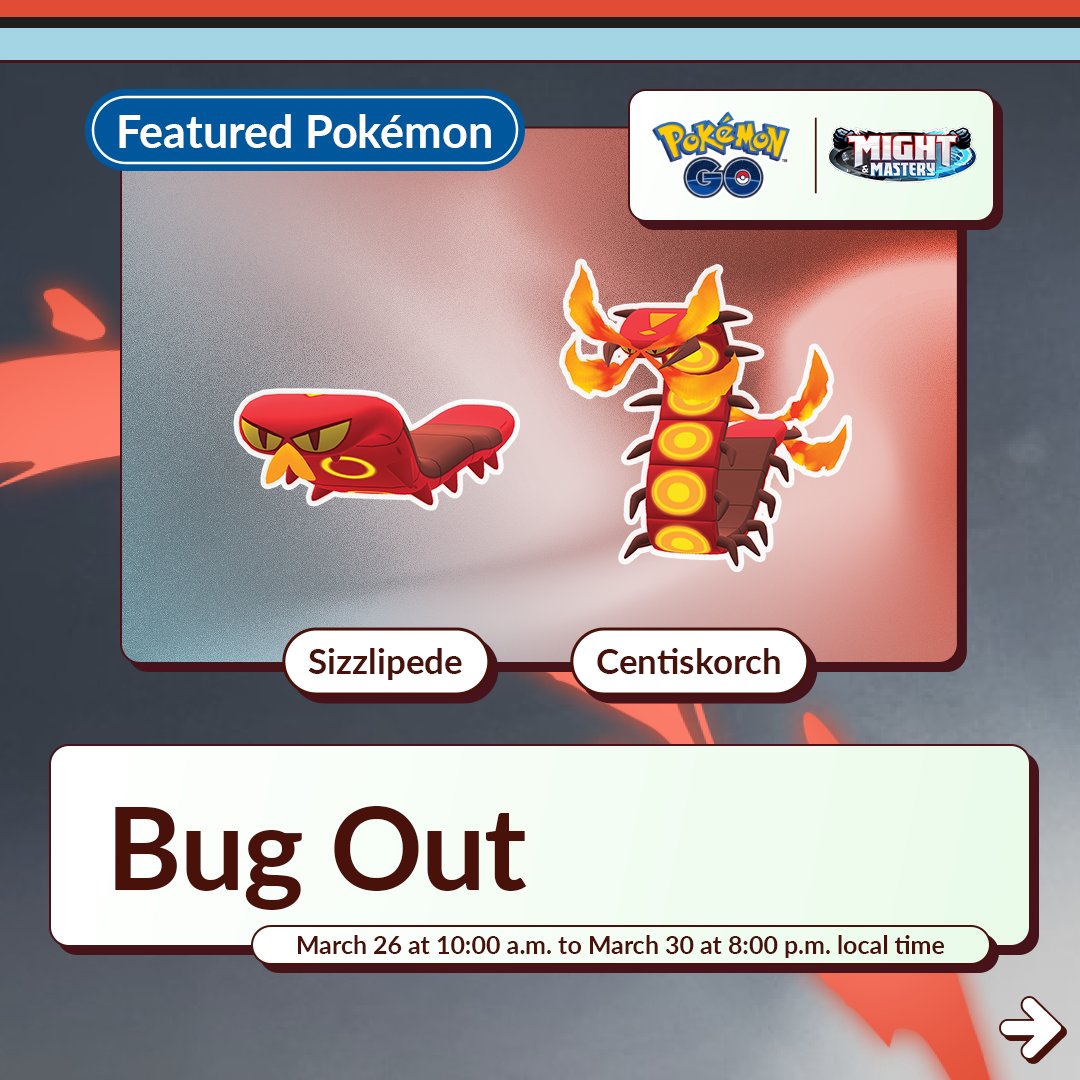 Featured Pokémon
POKÉMON
GO
MIGHT
& MASTERY
Sizzlipede
Centiskorch
Bug Out
March 26 at 10:00 a.m. to March 30 at 8:00 p.m. local time